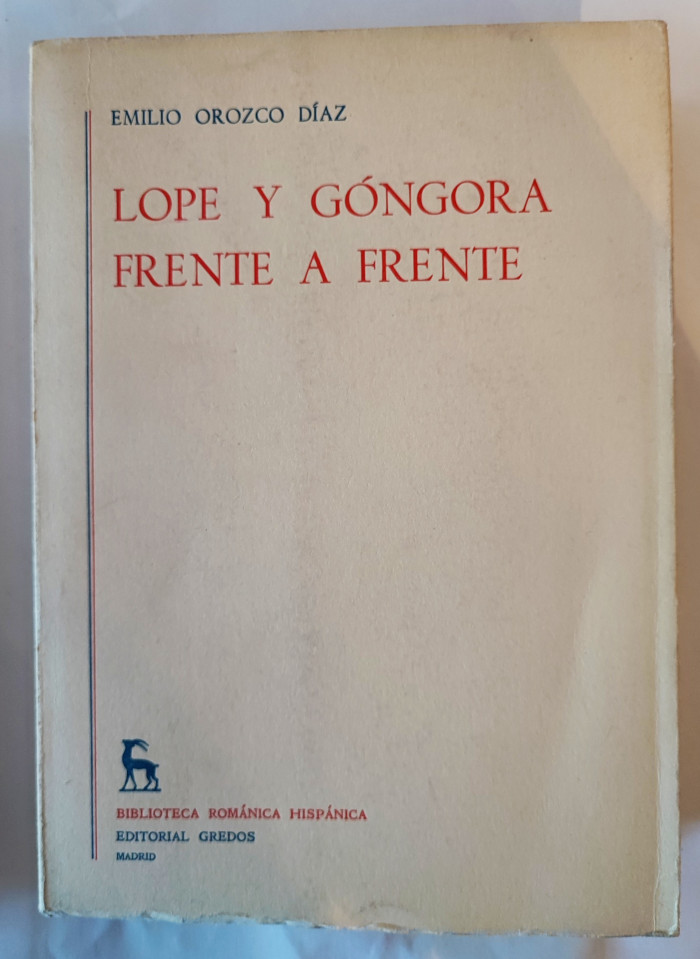 EMILIO OROZCO DÍAZ
LOPE Y GÓNGORA
FRENTE A FRENTE
BIBLIOTECA ROMÁNICA HISPÁNICA
EDITORIAL GREDOS
MADRID